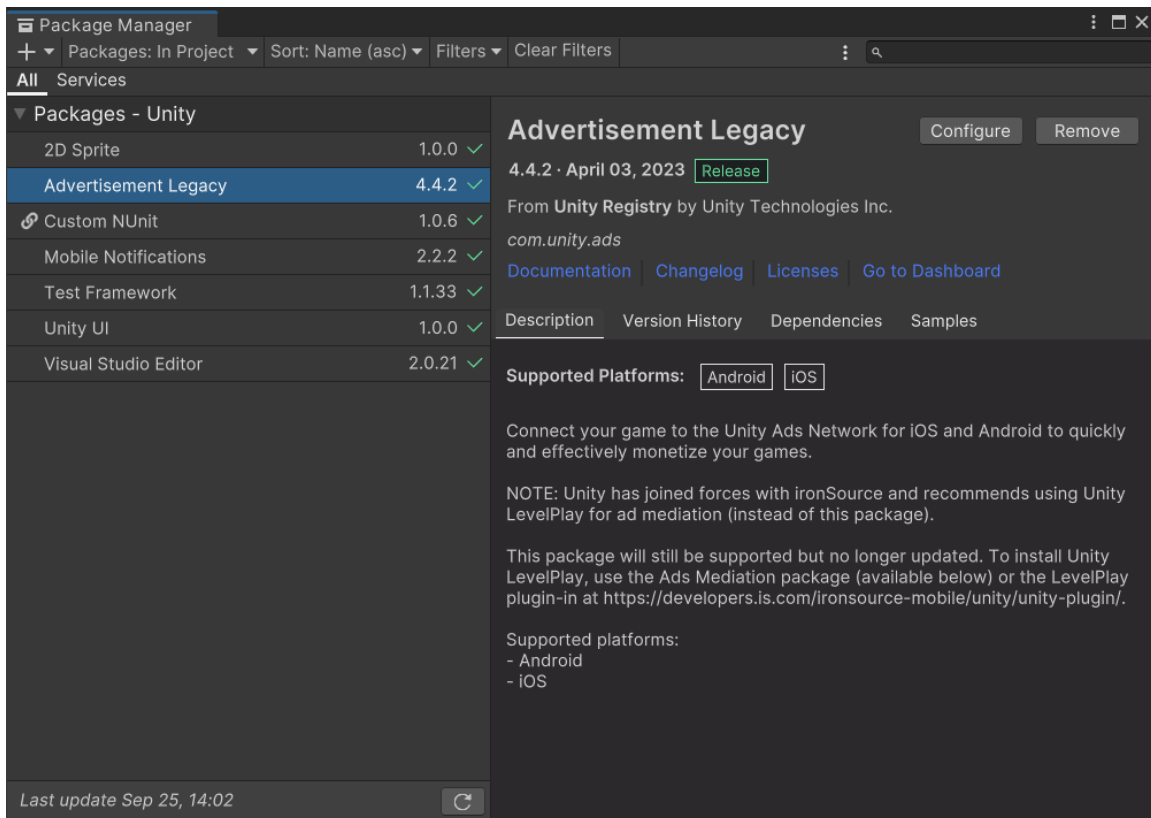 Package Manager
+ Packages: In Project Sort: Name (asc) Filters Clear Filters
All Services
Packages - Unity
2D Sprite 1.0.0
Advertisement Legacy 4.4.2
Custom NUnit 1.0.6
Mobile Notifications 2.2.2
Test Framework 1.1.33
Unity UI 1.0.0
Visual Studio Editor 2.0.21
Last update Sep 25, 14:02
Advertisement Legacy Configure Remove
4.4.2 · April 03, 2023 Release
From Unity Registry by Unity Technologies Inc.
com.unity.ads
Documentation Changelog Licenses Go to Dashboard
Description Version History Dependencies Samples
Supported Platforms: Android iOS
Connect your game to the Unity Ads Network for iOS and Android to quickly
and effectively monetize your games.
NOTE: Unity has joined forces with ironSource and recommends using Unity
LevelPlay for ad mediation (instead of this package).
This package will still be supported but no longer updated. To install Unity
LevelPlay, use the Ads Mediation package (available below) or the LevelPlay
plugin-in at https://developers.is.com/ironsource-mobile/unity/unity-plugin/.
Supported platforms:
- Android
- iOS